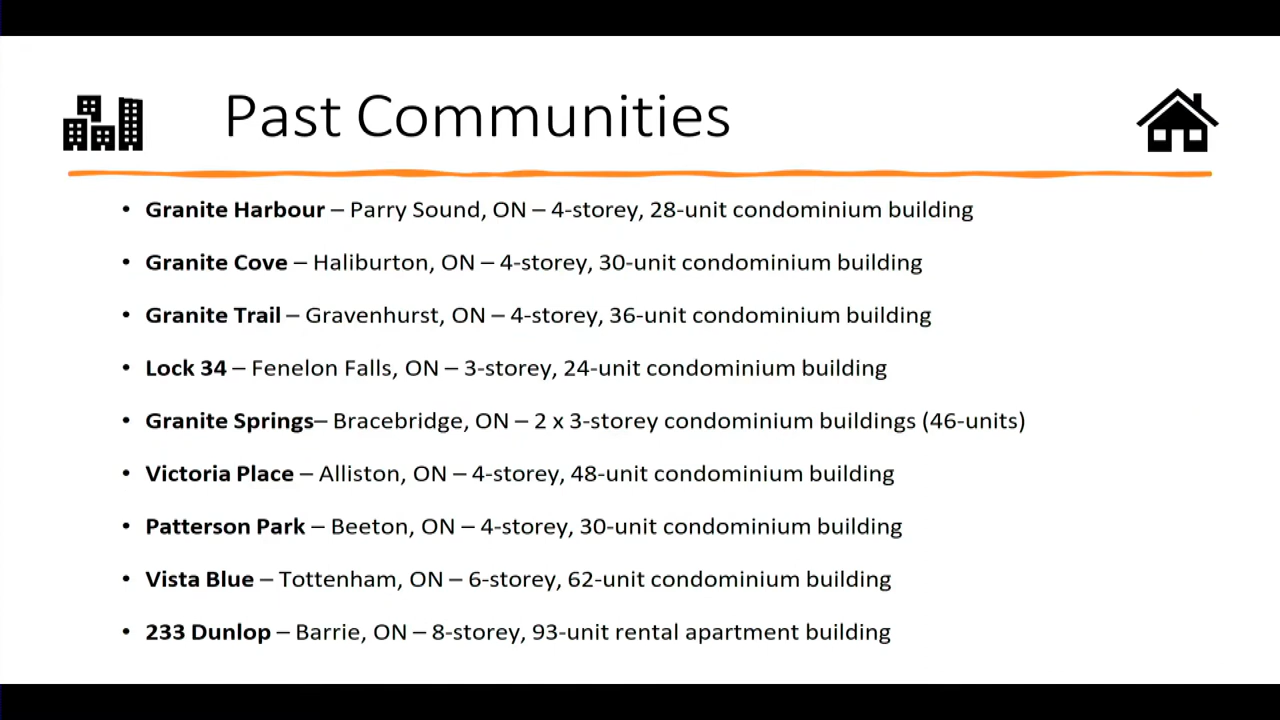 Past Communities
• Granite Harbour – Parry Sound, ON – 4-storey, 28-unit condominium building
• Granite Cove – Haliburton, ON – 4-storey, 30-unit condominium building
• Granite Trail – Gravenhurst, ON – 4-storey, 36-unit condominium building
• Lock 34 – Fenelon Falls, ON – 3-storey, 24-unit condominium building
• Granite Springs– Bracebridge, ON – 2 x 3-storey condominium buildings (46-units)
• Victoria Place – Alliston, ON – 4-storey, 48-unit condominium building
• Patterson Park – Beeton, ON – 4-storey, 30-unit condominium building
• Vista Blue – Tottenham, ON – 6-storey, 62-unit condominium building
• 233 Dunlop – Barrie, ON – 8-storey, 93-unit rental apartment building